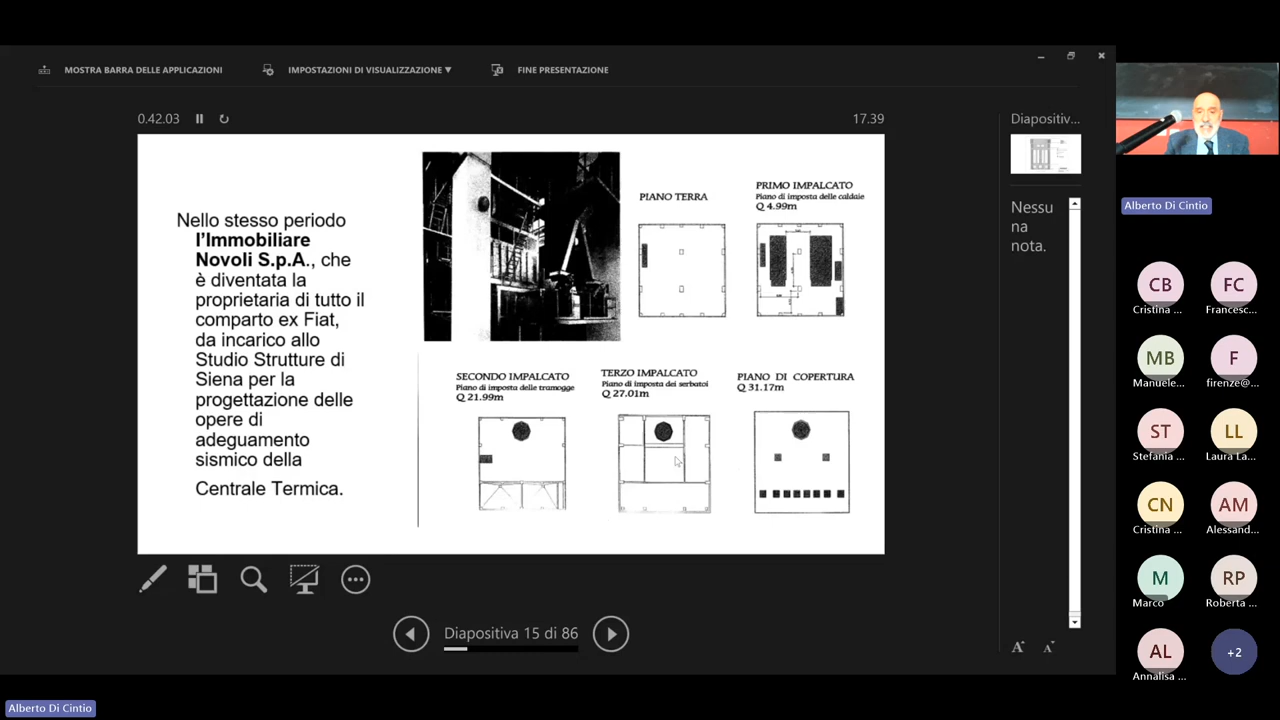 MOSTRA BARRA DELLE APPLICAZIONI
IMPOSTAZIONI DI VISUALIZZAZIONE ▼
FINE PRESENTAZIONE
0.42.03
17.39
Nello stesso periodo
l'Immobiliare
Novoli S.p.A., che
è diventata la
proprietaria di tutto il
comparto ex Fiat,
da incarico allo
Studio Strutture di
Siena per la
progettazione delle
opere di
adeguamento
sismico della
Centrale Termica.
PIANO TERRA
PRIMO IMPALCATO
Piano di imposta delle caldaie
Q 4.99m
SECONDO IMPALCATO
Piano di imposta delle tramogge
Q 21.99m
TERZO IMPALCATO
Piano di imposta dei serbatoi
Q 27.01m
PIANO DI COPERTURA
Q 31.17m
Diapositiva 15 di 86
Diapositiv...
Nessu
na
nota.
A A
Alberto Di Cintio
CB
Cristina ...
FC
Francesc...
MB
Manuele...
F
firenze@...
ST
Stefania ...
LL
Laura La...
CN
Cristina ...
AM
Alessand...
M
Marco
RP
Roberta ...
AL
Annalisa ...
+2
Alberto Di Cintio